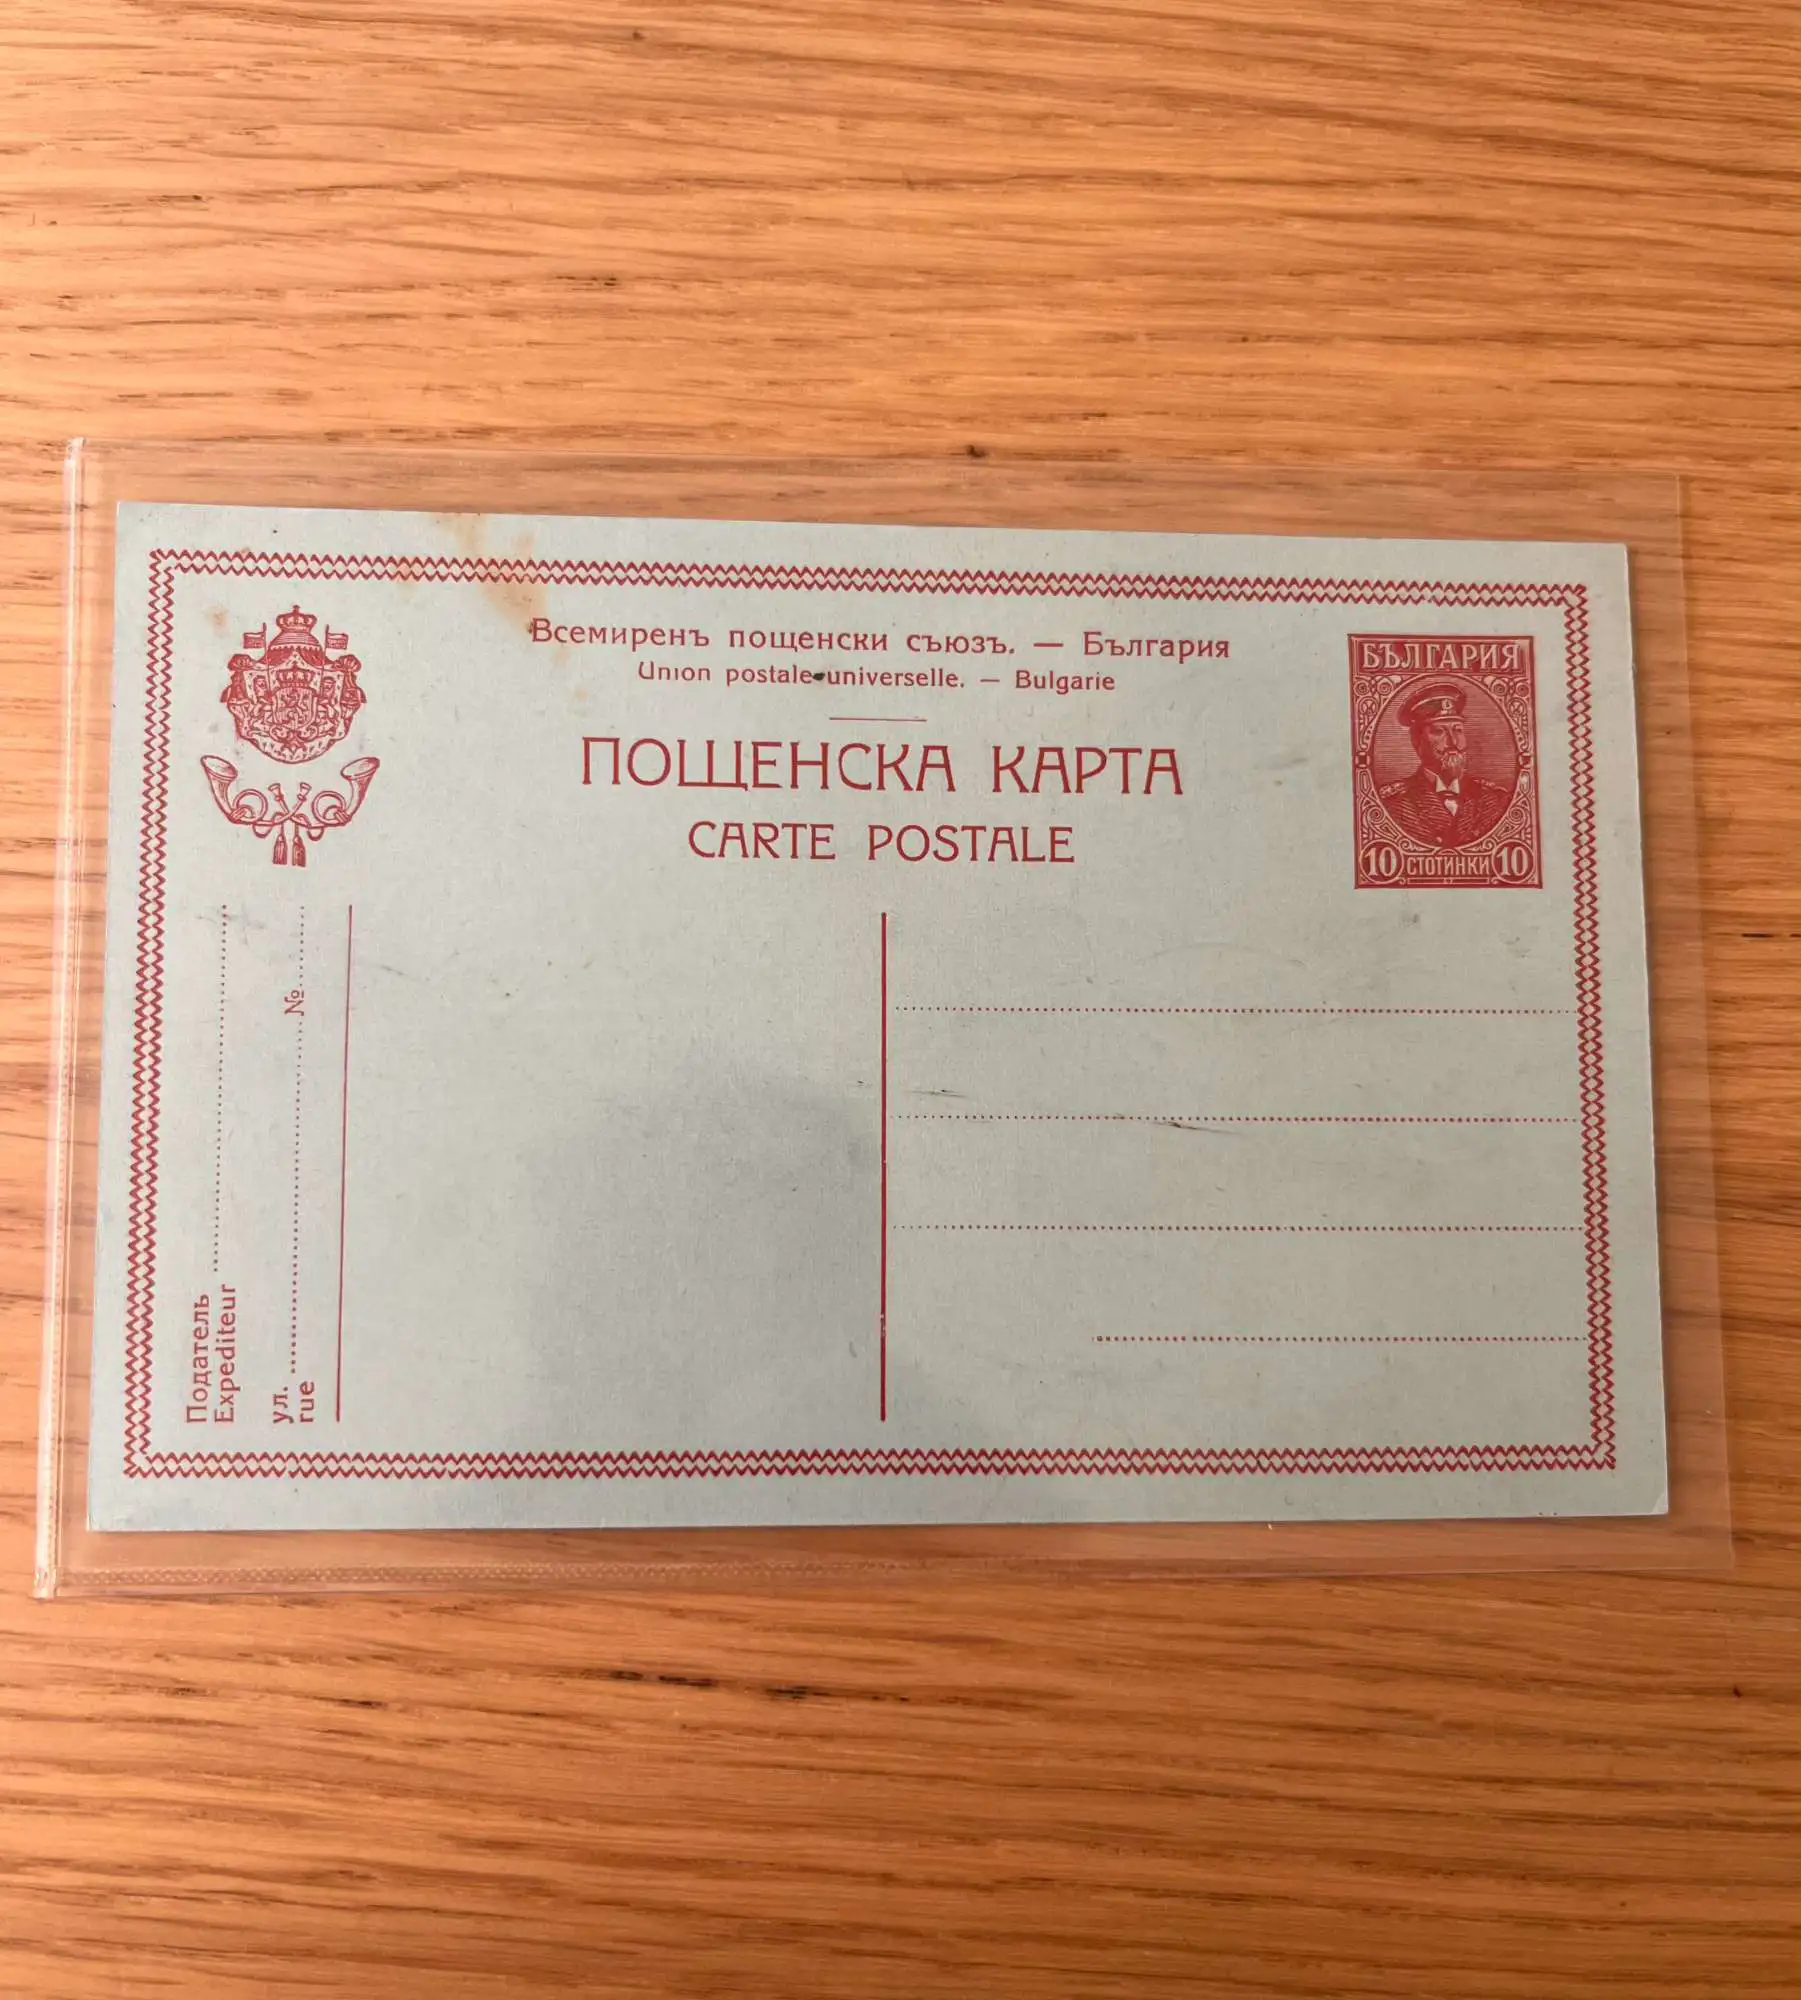 Всемиренъ пощенски съюзъ. — България
Union postale universelle. — Bulgarie
ПОЩЕНСКА КАРТА
CARTE POSTALE
БЪЛГАРИЯ
10 СТОТИНКИ 10
Податель
Expediteur
ул. №
rue